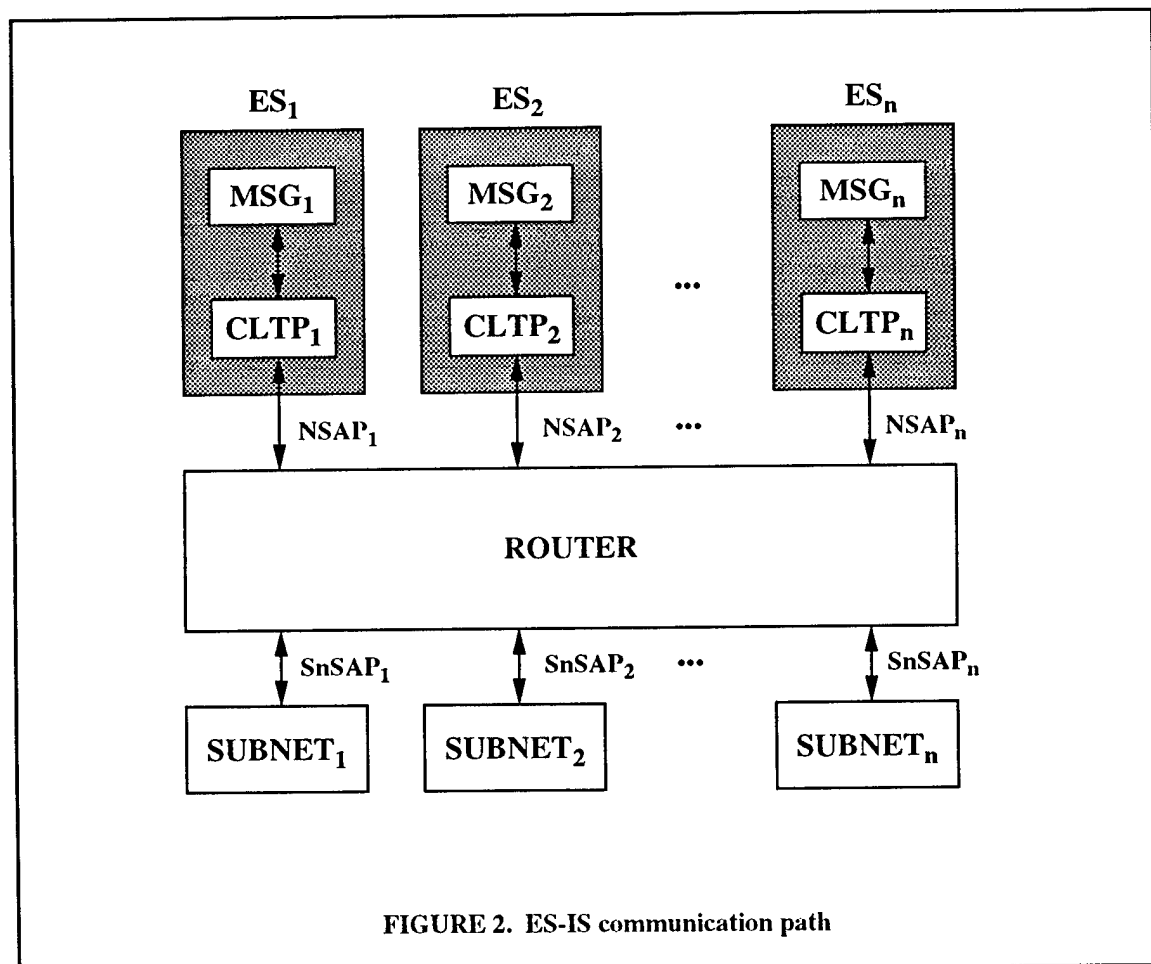 ES1 ES2 ESn
MSG1 MSG2 MSGn
...
CLTP1 CLTP2 CLTPn
NSAP1 NSAP2 ... NSAPn
ROUTER
SnSAP1 SnSAP2 ... SnSAPn
SUBNET1 SUBNET2 SUBNETn
FIGURE 2. ES-IS communication path